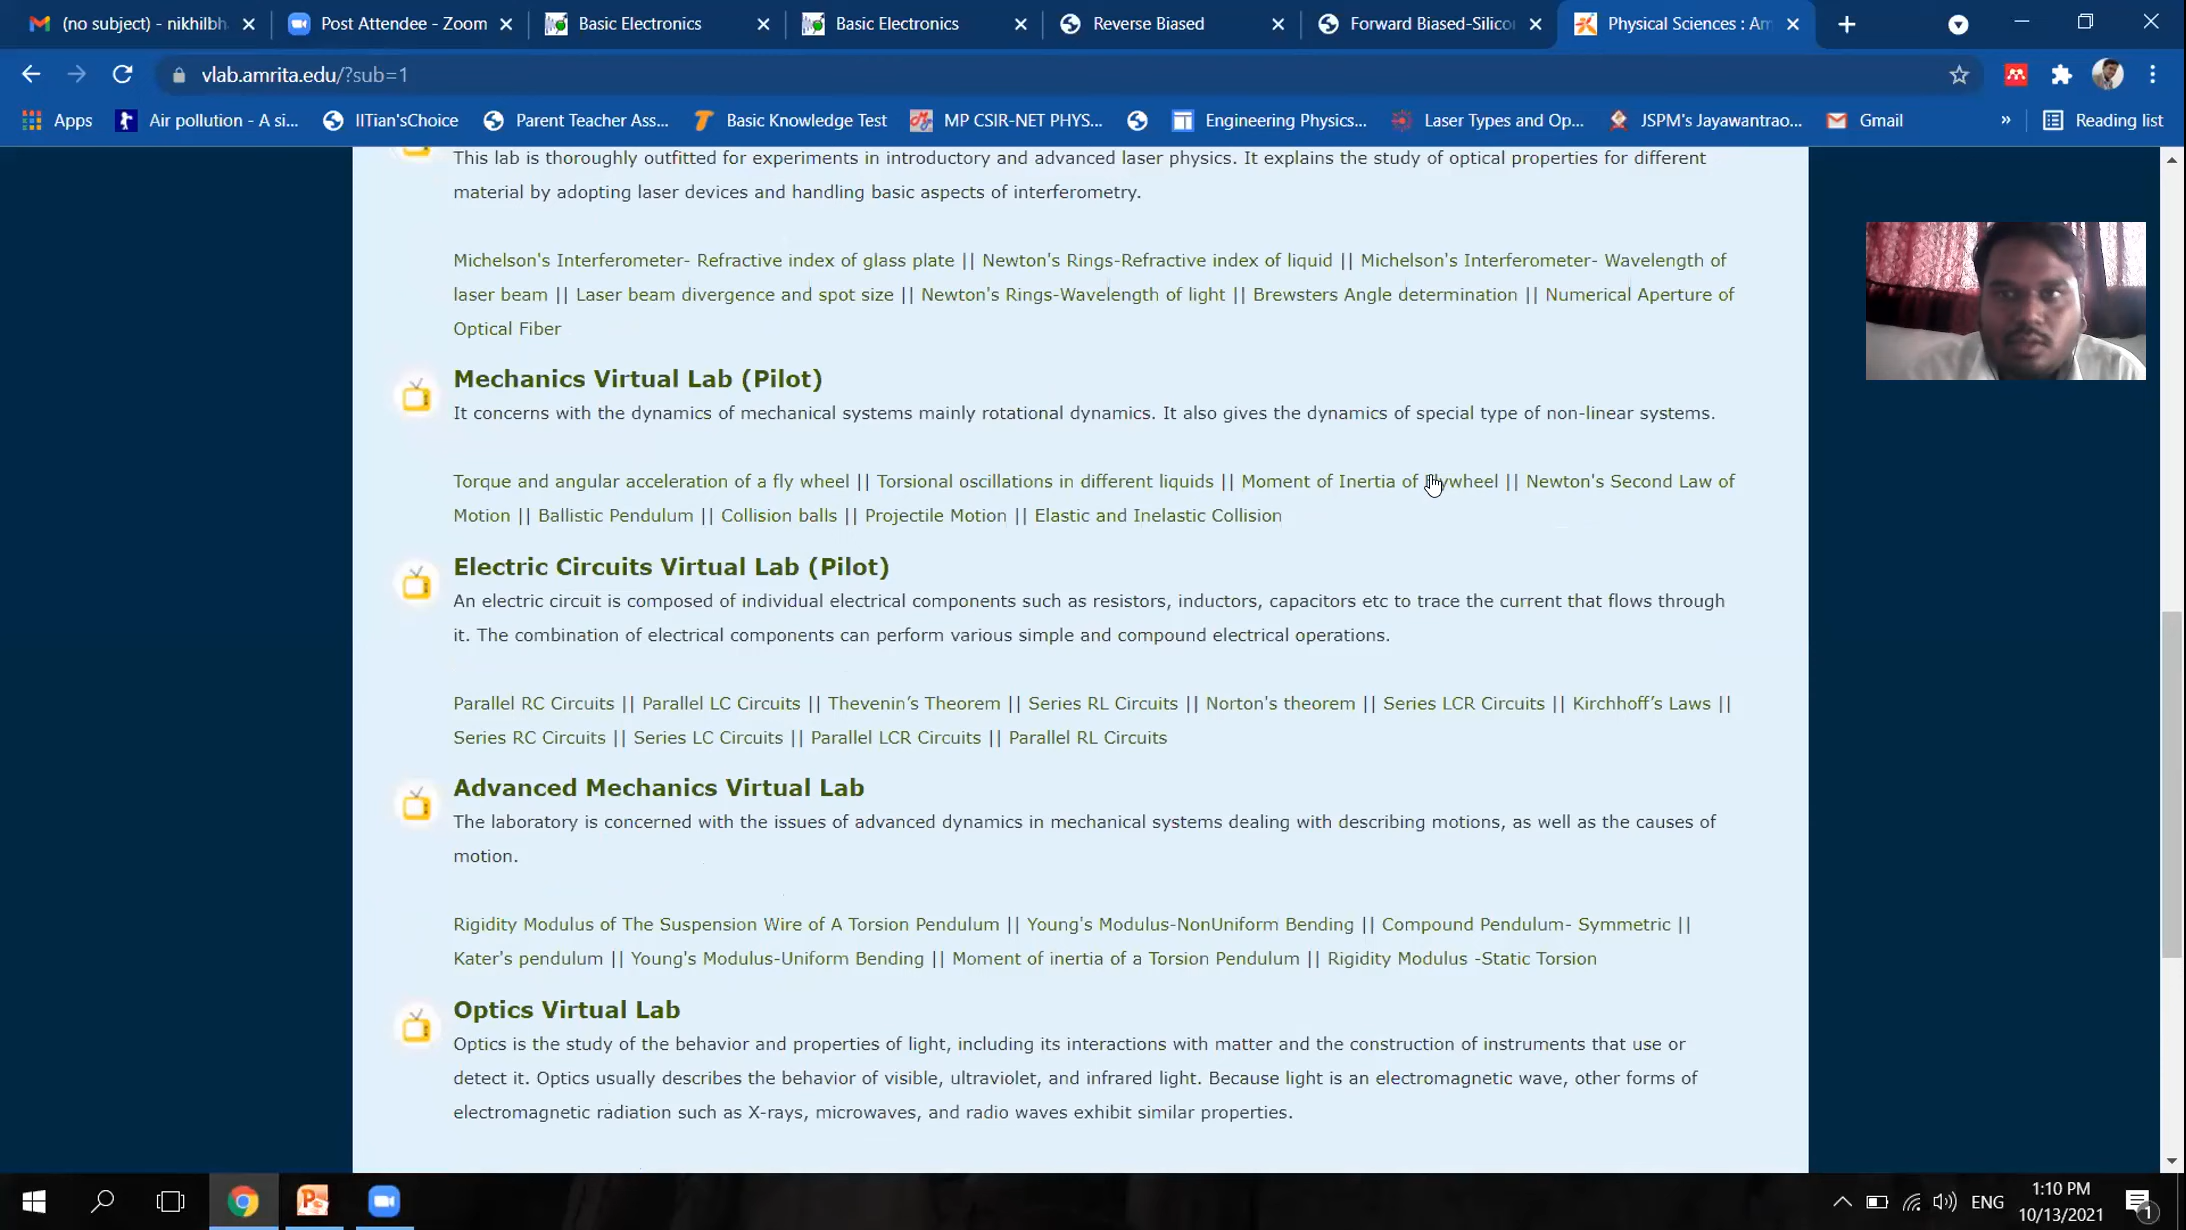 (no subject) - nikhilbh
Post Attendee - Zoom
Basic Electronics
Basic Electronics
Reverse Biased
Forward Biased-Silico
Physical Sciences : Am
vlab.amrita.edu/?sub=1
Apps
Air pollution - A si...
IITian'sChoice
Parent Teacher Ass...
Basic Knowledge Test
MP CSIR-NET PHYS...
Engineering Physics...
Laser Types and Op...
JSPM's Jayawantrao...
Gmail
»
Reading list
This lab is thoroughly outfitted for experiments in introductory and advanced laser physics. It explains the study of optical properties for different
material by adopting laser devices and handling basic aspects of interferometry.
Michelson's Interferometer- Refractive index of glass plate || Newton's Rings-Refractive index of liquid || Michelson's Interferometer- Wavelength of
laser beam || Laser beam divergence and spot size || Newton's Rings-Wavelength of light || Brewsters Angle determination || Numerical Aperture of
Optical Fiber
Mechanics Virtual Lab (Pilot)
It concerns with the dynamics of mechanical systems mainly rotational dynamics. It also gives the dynamics of special type of non-linear systems.
Torque and angular acceleration of a fly wheel || Torsional oscillations in different liquids || Moment of Inertia of Flywheel || Newton's Second Law of
Motion || Ballistic Pendulum || Collision balls || Projectile Motion || Elastic and Inelastic Collision
Electric Circuits Virtual Lab (Pilot)
An electric circuit is composed of individual electrical components such as resistors, inductors, capacitors etc to trace the current that flows through
it. The combination of electrical components can perform various simple and compound electrical operations.
Parallel RC Circuits || Parallel LC Circuits || Thevenin’s Theorem || Series RL Circuits || Norton's theorem || Series LCR Circuits || Kirchhoff’s Laws ||
Series RC Circuits || Series LC Circuits || Parallel LCR Circuits || Parallel RL Circuits
Advanced Mechanics Virtual Lab
The laboratory is concerned with the issues of advanced dynamics in mechanical systems dealing with describing motions, as well as the causes of
motion.
Rigidity Modulus of The Suspension Wire of A Torsion Pendulum || Young's Modulus-NonUniform Bending || Compound Pendulum- Symmetric ||
Kater's pendulum || Young's Modulus-Uniform Bending || Moment of inertia of a Torsion Pendulum || Rigidity Modulus -Static Torsion
Optics Virtual Lab
Optics is the study of the behavior and properties of light, including its interactions with matter and the construction of instruments that use or
detect it. Optics usually describes the behavior of visible, ultraviolet, and infrared light. Because light is an electromagnetic wave, other forms of
electromagnetic radiation such as X-rays, microwaves, and radio waves exhibit similar properties.
ENG
1:10 PM
10/13/2021
1